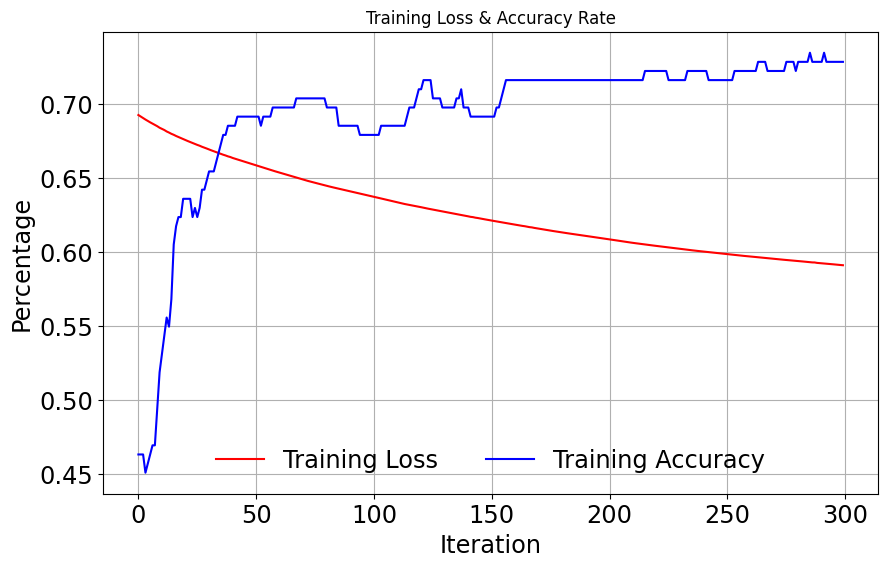 Training Loss & Accuracy Rate
Percentage
0.70
0.65
0.60
0.55
0.50
0.45
Training Loss
Training Accuracy
0 50 100 150 200 250 300
Iteration